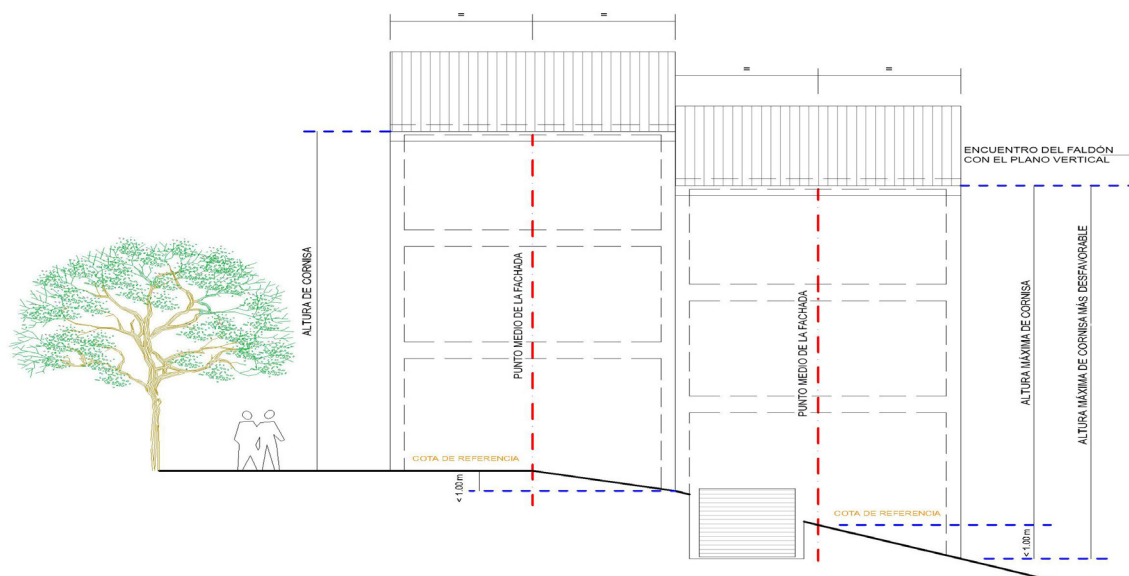 =
=
=
=
ENCUENTRO DEL FALDÓN
CON EL PLANO VERTICAL
ALTURA DE CORNISA
PUNTO MEDIO DE LA FACHADA
PUNTO MEDIO DE LA FACHADA
ALTURA MÁXIMA DE CORNISA
ALTURA MÁXIMA DE CORNISA MÁS DESFAVORABLE
COTA DE REFERENCIA
< 1.00 m
COTA DE REFERENCIA
< 1.00 m